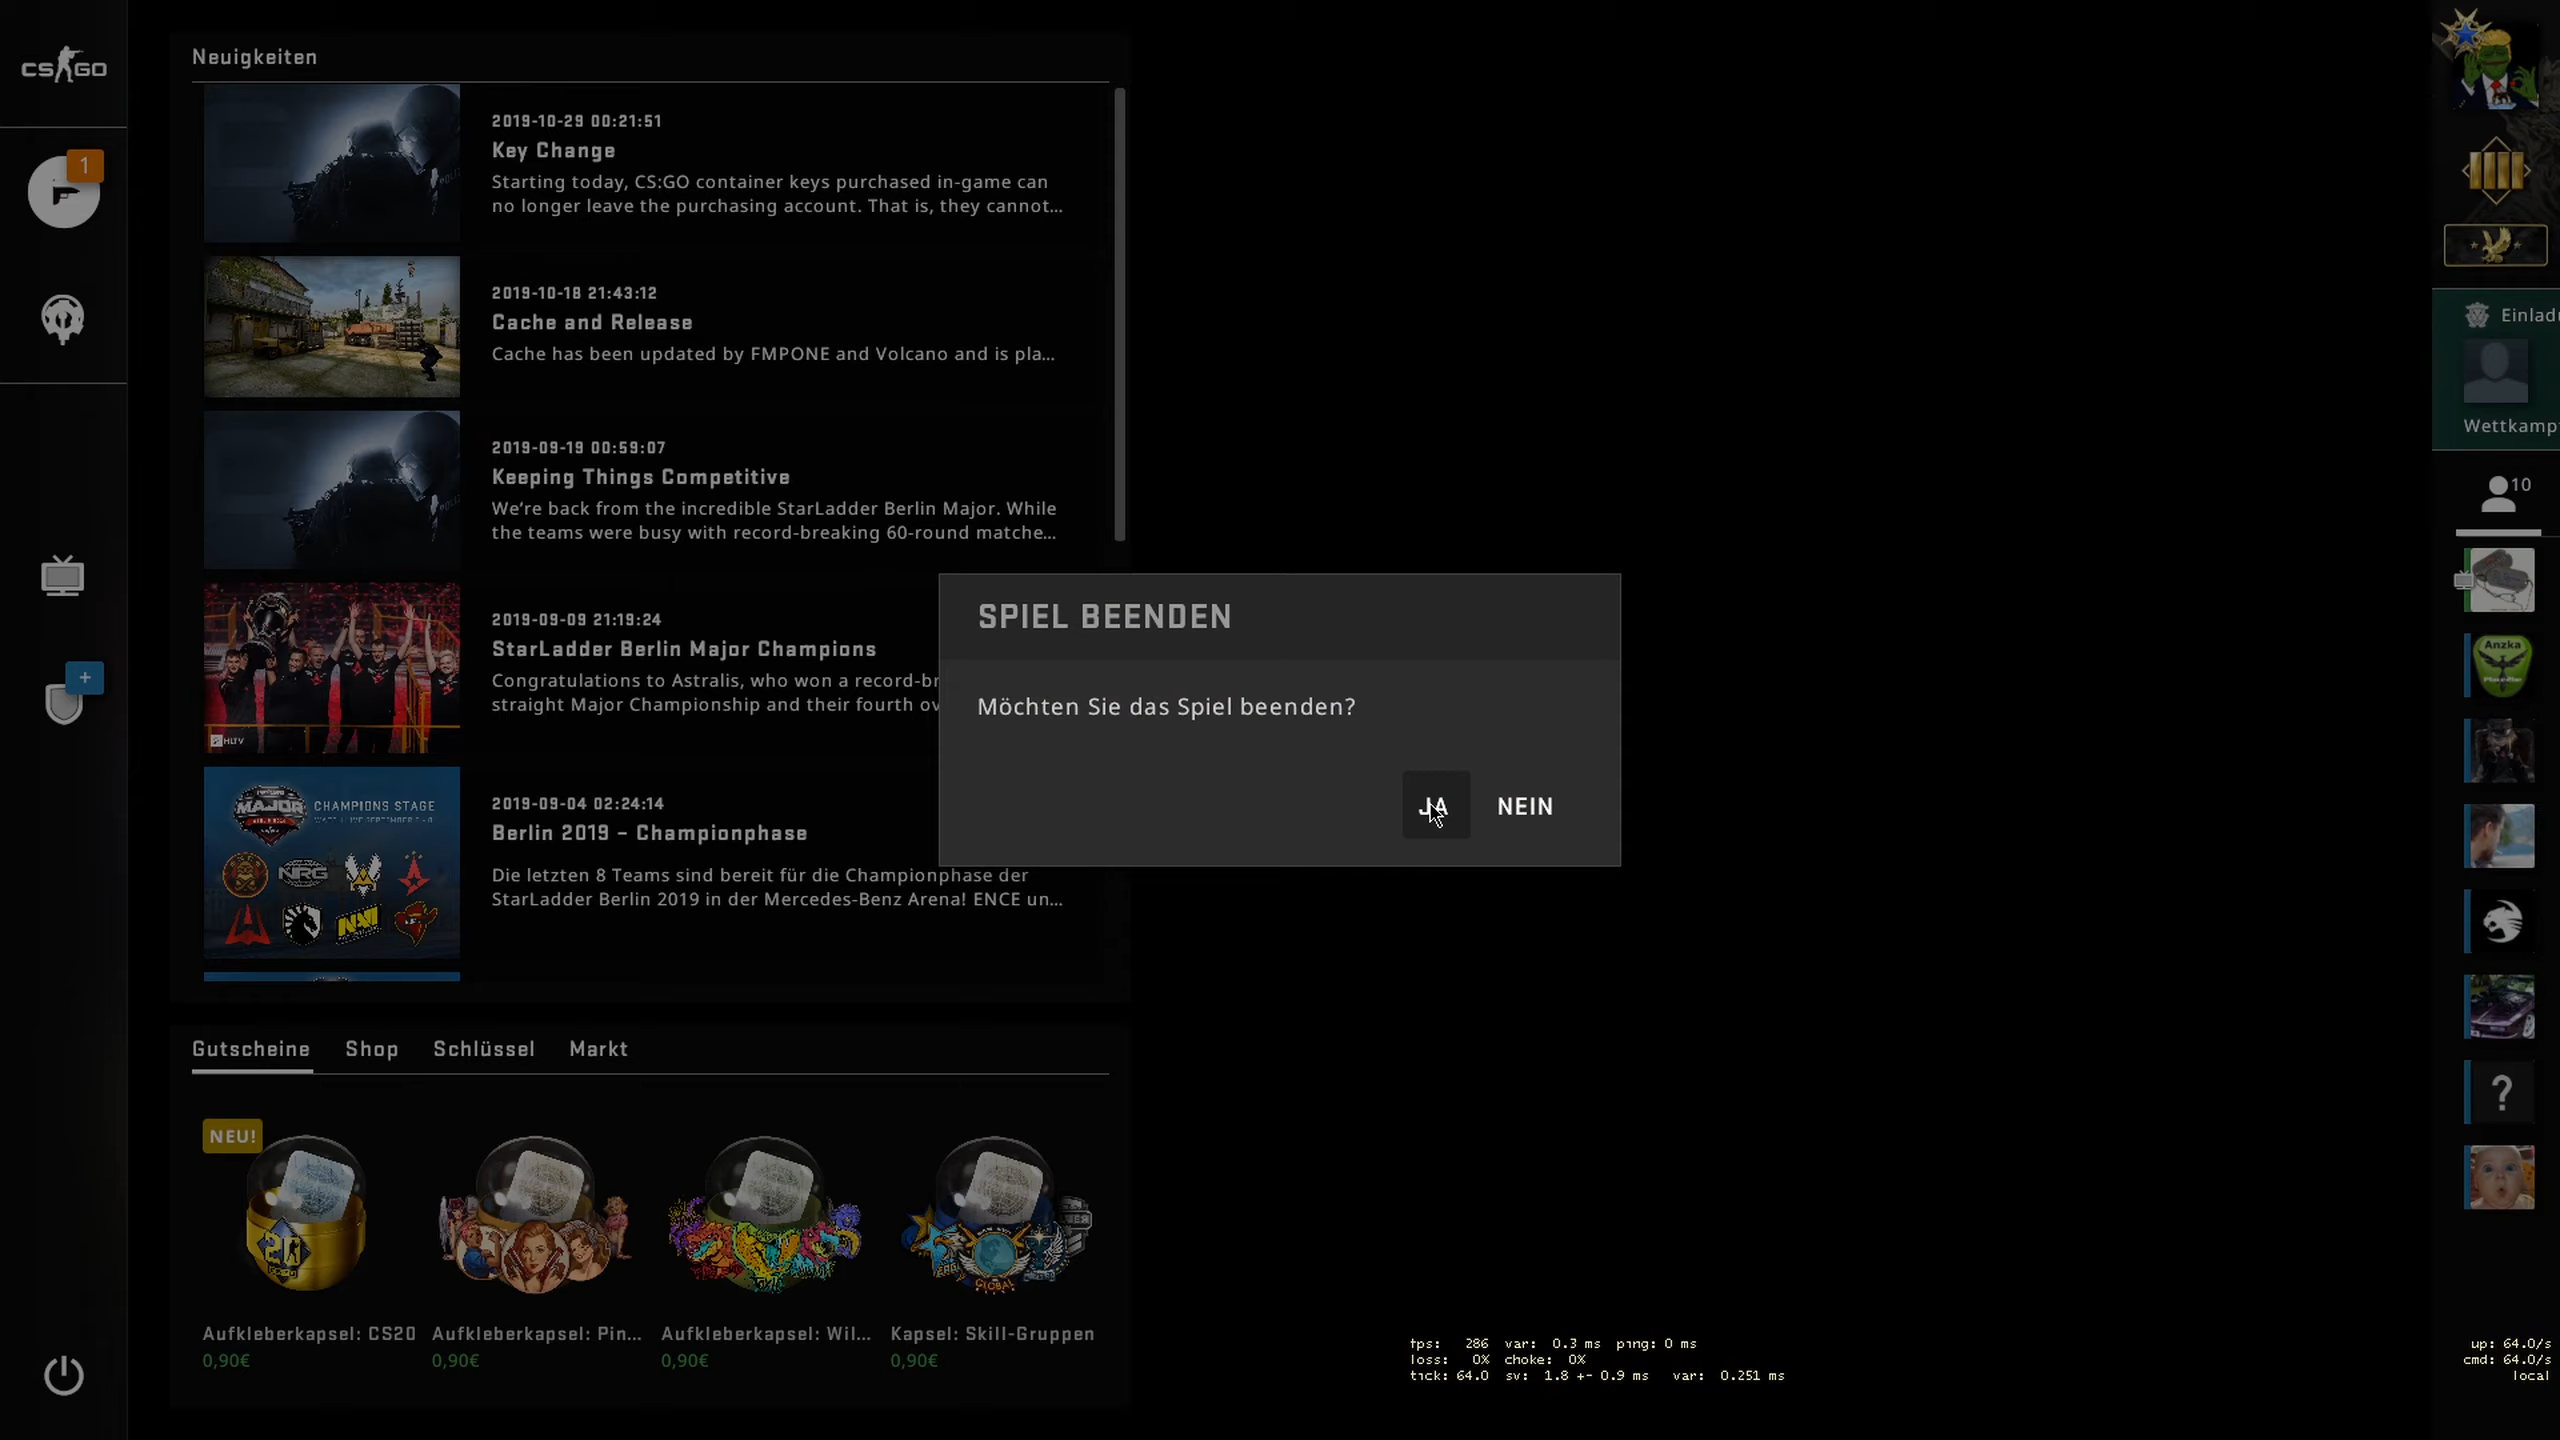 CS GO
1
+
Neuigkeiten
2019-10-29 00:21:51
Key Change
Starting today, CS:GO container keys purchased in-game can
no longer leave the purchasing account. That is, they cannot...
2019-10-18 21:43:12
Cache and Release
Cache has been updated by FMPONE and Volcano and is pla...
2019-09-19 00:59:07
Keeping Things Competitive
We're back from the incredible StarLadder Berlin Major. While
the teams were busy with record-breaking 60-round matche...
HLTV
2019-09-09 21:19:24
StarLadder Berlin Major Champions
Congratulations to Astralis, who won a record-br
straight Major Championship and their fourth ov
MAJOR
CHAMPIONS STAGE
NRG
2019-09-04 02:24:14
Berlin 2019 – Championphase
Die letzten 8 Teams sind bereit für die Championphase der
StarLadder Berlin 2019 in der Mercedes-Benz Arena! ENCE un...
SPIEL BEENDEN
Möchten Sie das Spiel beenden?
JA
NEIN
Gutscheine
Shop
Schlüssel
Markt
NEU!
20
GLOBAL
Aufkleberkapsel: CS20
0,90€
Aufkleberkapsel: Pin...
0,90€
Aufkleberkapsel: Wil...
0,90€
Kapsel: Skill-Gruppen
0,90€
fps: 286 var: 0.3 ms ping: 0 ms
loss: 0% choke: 0%
tick: 64.0 sv: 1.8 +- 0.9 ms var: 0.251 ms
up: 64.0/s
cmd: 64.0/s
local
Einladu
Wettkamp
10
Anzka
?